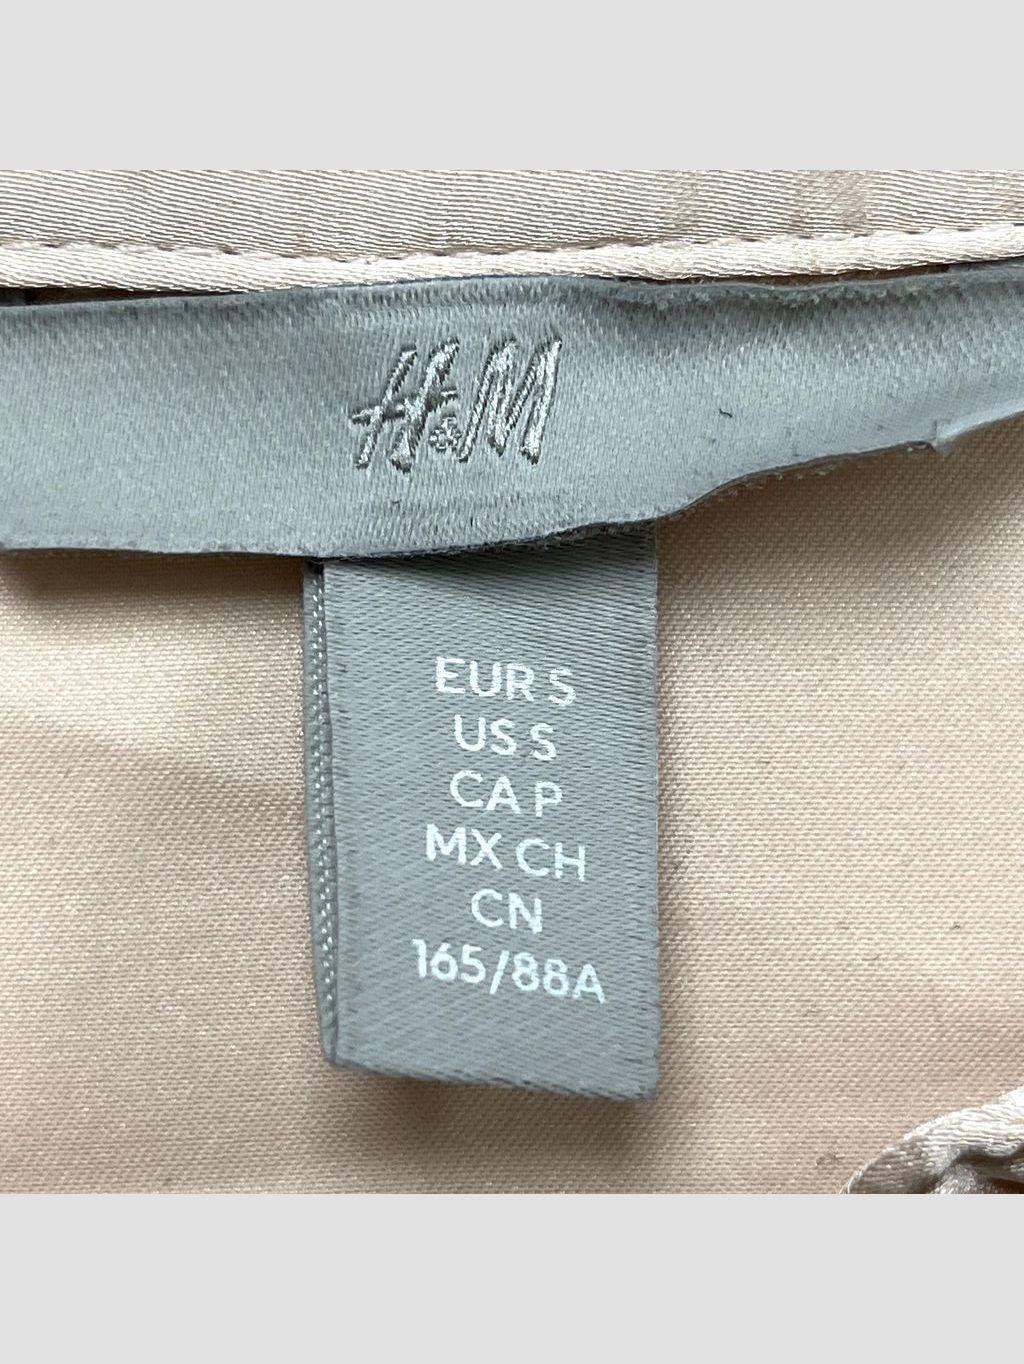 H&M
EUR S
US S
CA P
MX CH
CN
165/88A